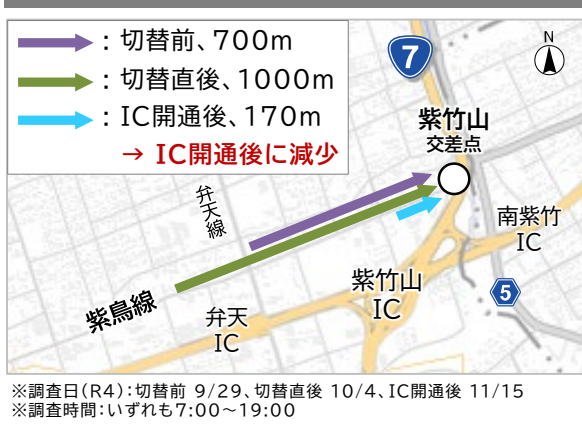 ：切替前、700m
：切替直後、1000m
：IC開通後、170m
→ IC開通後に減少
7
N
紫竹山
交差点
弁天線
南紫竹
IC
紫竹山
IC
5
紫鳥線
弁天
IC
※調査日(R4)：切替前 9/29、切替直後 10/4、IC開通後 11/15
※調査時間：いずれも7:00～19:00